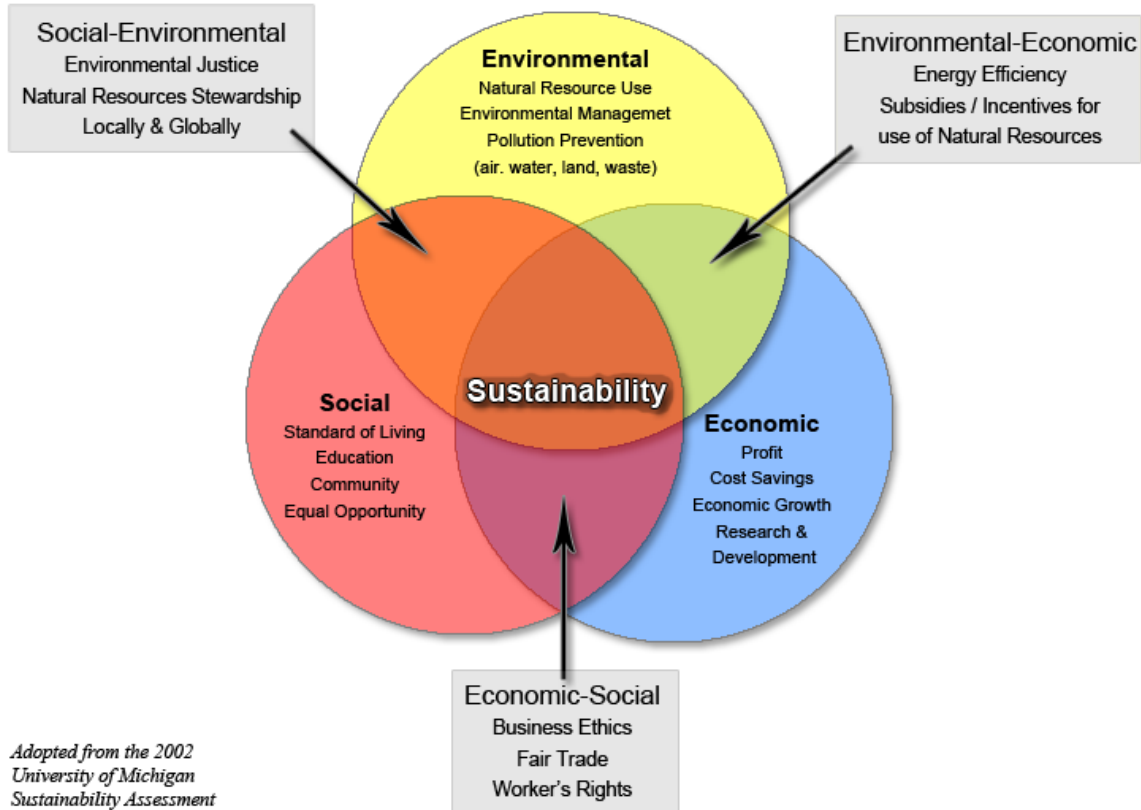 Social-Environmental
Environmental Justice
Natural Resources Stewardship
Locally & Globally
Environmental
Natural Resource Use
Environmental Managemet
Pollution Prevention
(air. water, land, waste)
Environmental-Economic
Energy Efficiency
Subsidies / Incentives for
use of Natural Resources
Sustainability
Social
Standard of Living
Education
Community
Equal Opportunity
Economic
Profit
Cost Savings
Economic Growth
Research &
Development
Economic-Social
Business Ethics
Fair Trade
Worker's Rights
Adopted from the 2002
University of Michigan
Sustainability Assessment